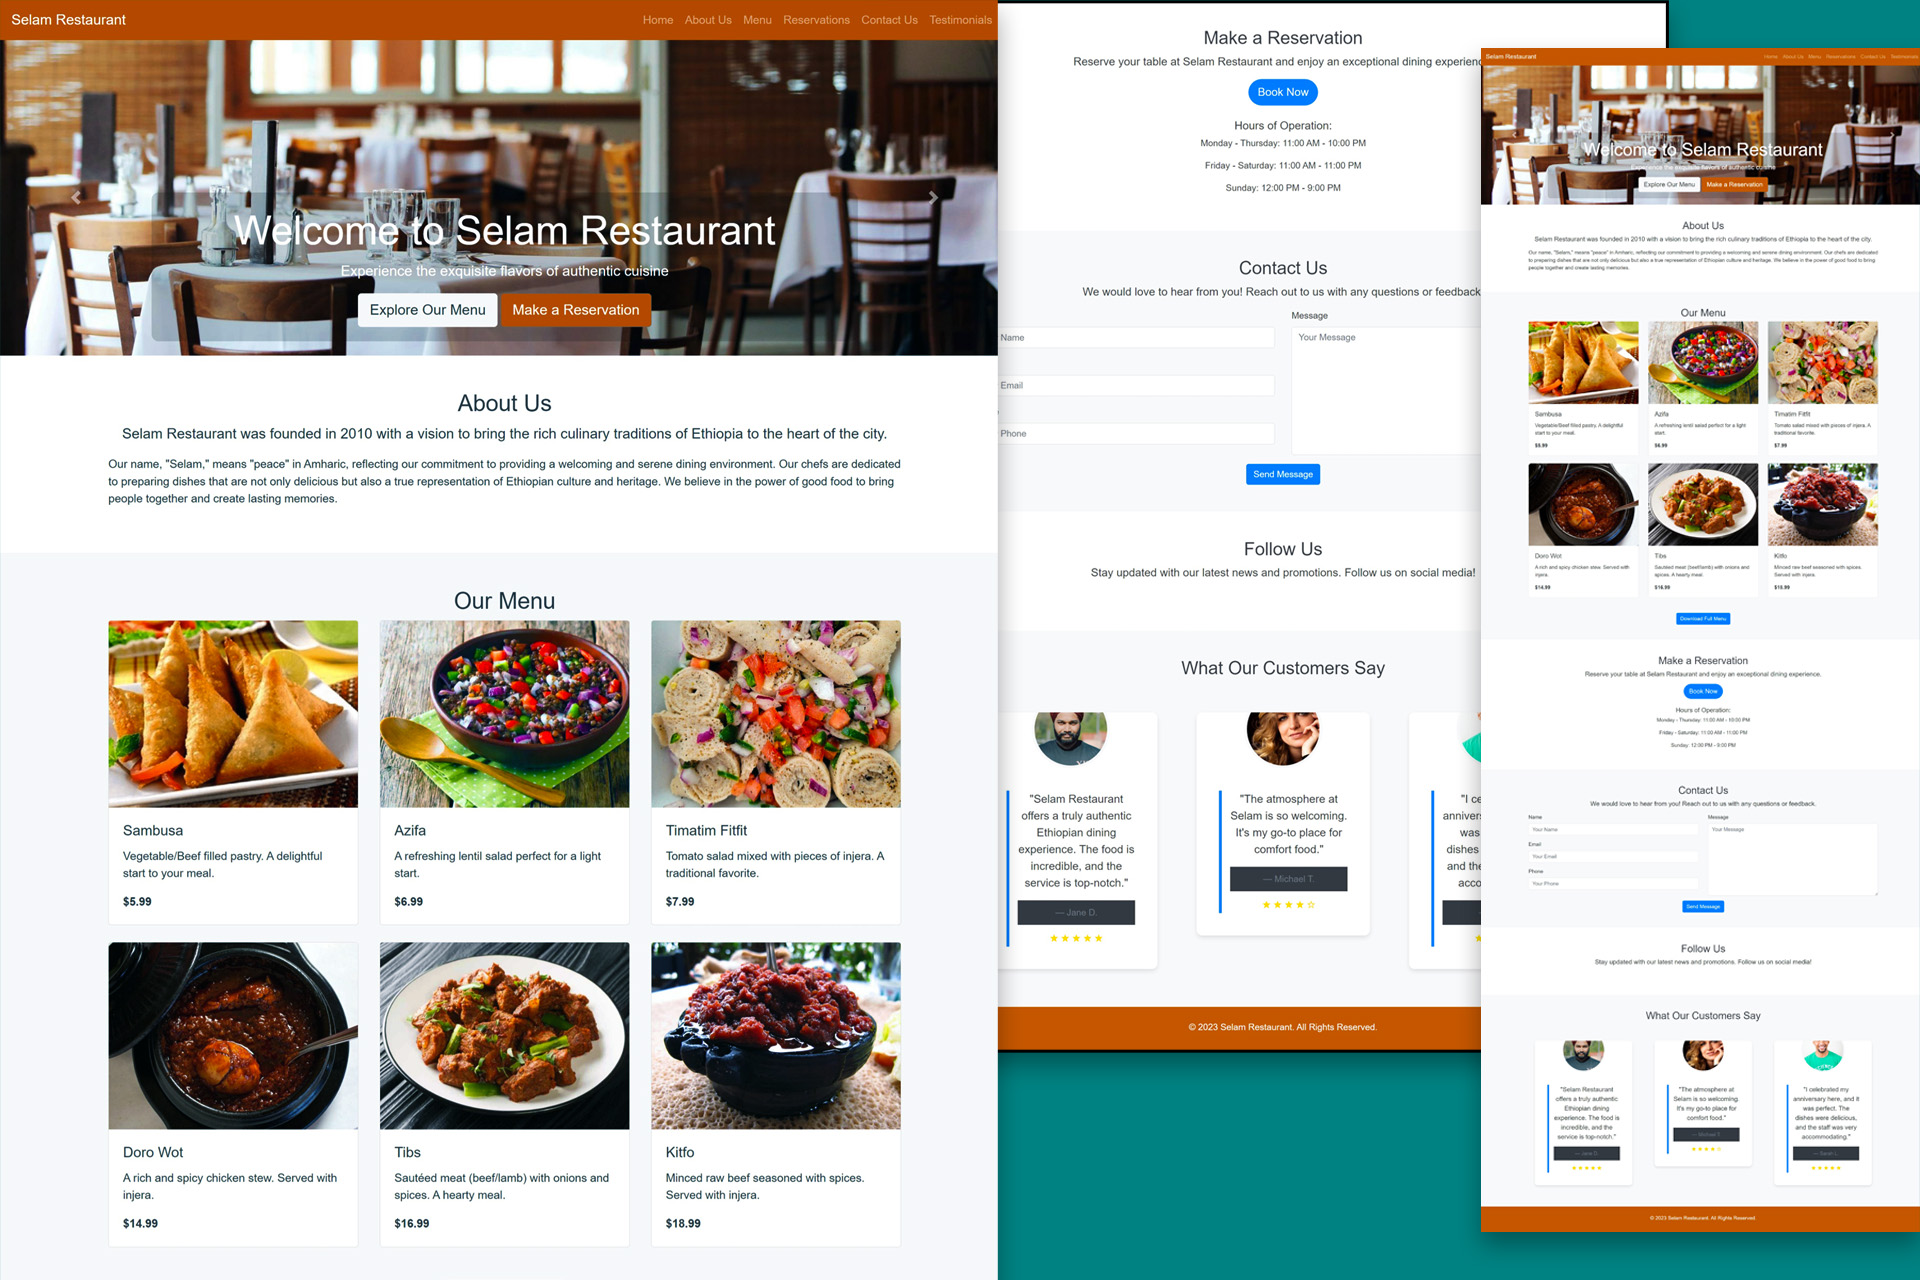 Selam Restaurant
Home About Us Menu Reservations Contact Us Testimonials
Welcome to Selam Restaurant
Experience the exquisite flavors of authentic cuisine
Explore Our Menu
Make a Reservation
About Us
Selam Restaurant was founded in 2010 with a vision to bring the rich culinary traditions of Ethiopia to the heart of the city.
Our name, "Selam," means "peace" in Amharic, reflecting our commitment to providing a welcoming and serene dining environment. Our chefs are dedicated
to preparing dishes that are not only delicious but also a true representation of Ethiopian culture and heritage. We believe in the power of good food to bring
people together and create lasting memories.
Our Menu
Sambusa
Vegetable/Beef filled pastry. A delightful
start to your meal.
$5.99
Azifa
A refreshing lentil salad perfect for a light
start.
$6.99
Timatim Fitfit
Tomato salad mixed with pieces of injera. A
traditional favorite.
$7.99
Doro Wot
A rich and spicy chicken stew. Served with
injera.
$14.99
Tibs
Sautéed meat (beef/lamb) with onions and
spices. A hearty meal.
$16.99
Kitfo
Minced raw beef seasoned with spices.
Served with injera.
$18.99
Make a Reservation
Reserve your table at Selam Restaurant and enjoy an exceptional dining
Book Now
Hours of Operation:
Monday - Thursday: 11:00 AM - 10:00 PM
Friday - Saturday: 11:00 AM - 11:00 PM
Sunday: 12:00 PM - 9:00 PM
Contact Us
We would love to hear from you! Reach out to us with any questions or feedback
Name
Email
Phone
Message
Your Message
Send Message
Follow Us
Stay updated with our latest news and promotions. Follow us on social media!
What Our Customers Say
"Selam Restaurant
offers a truly authentic
Ethiopian dining
experience. The food is
incredible, and the
service is top-notch."
— Jane D.
★★★★★
"The atmosphere at
Selam is so welcoming.
It's my go-to place for
comfort food."
— Michael T.
★★★★☆
"I
was
dishes
and the
© 2023 Selam Restaurant. All Rights Reserved.
Selam Restaurant
Home About Us Menu Reservations Contact Us Testimonials
Welcome to Selam Restaurant
Experience the exquisite flavors of authentic cuisine
Explore Our Menu
Make a Reservation
About Us
Selam Restaurant was founded in 2010 with a vision to bring the rich culinary traditions of Ethiopia to the heart of the city.
Our name, "Selam," means "peace" in Amharic, reflecting our commitment to providing a welcoming and serene dining environment. Our chefs are dedicated
to preparing dishes that are not only delicious but also a true representation of Ethiopian culture and heritage. We believe in the power of good food to bring
people together and create lasting memories.
Our Menu
Sambusa
Vegetable/Beef filled pastry. A delightful
start to your meal.
$5.99
Azifa
A refreshing lentil salad perfect for a light
start.
$6.99
Timatim Fitfit
Tomato salad mixed with pieces of injera. A
traditional favorite.
$7.99
Doro Wot
A rich and spicy chicken stew. Served with
injera.
$14.99
Tibs
Sautéed meat (beef/lamb) with onions and
spices. A hearty meal.
$16.99
Kitfo
Minced raw beef seasoned with spices.
Served with injera.
$18.99
Download Full Menu
Make a Reservation
Reserve your table at Selam Restaurant and enjoy an exceptional dining experience.
Book Now
Hours of Operation:
Monday - Thursday: 11:00 AM - 10:00 PM
Friday - Saturday: 11:00 AM - 11:00 PM
Sunday: 12:00 PM - 9:00 PM
Contact Us
We would love to hear from you! Reach out to us with any questions or feedback.
Name
Your Name
Email
Your Email
Phone
Your Phone
Message
Your Message
Send Message
Follow Us
Stay updated with our latest news and promotions. Follow us on social media!
What Our Customers Say
"Selam Restaurant
offers a truly authentic
Ethiopian dining
experience. The food is
incredible, and the
service is top-notch."
— Jane D.
★★★★★
"The atmosphere at
Selam is so welcoming.
It's my go-to place for
comfort food."
— Michael T.
★★★★☆
"I celebrated my
anniversary here, and it
was perfect. The
dishes were delicious,
and the staff was very
accommodating."
— Sarah L.
★★★★★
© 2023 Selam Restaurant. All Rights Reserved.